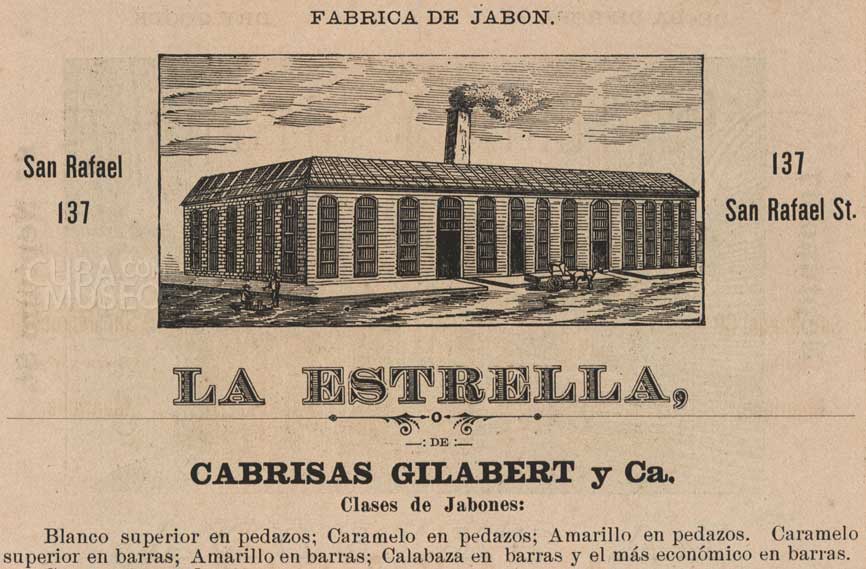 FABRICA DE JABON.
San Rafael
137
137
San Rafael St.
CUBA CO
MUSEO
LA ESTRELLA,
—: DE :—
CABRISAS GILABERT y Ca.
Clases de Jabones:
Blanco superior en pedazos; Caramelo en pedazos; Amarillo en pedazos. Caramelo
superior en barras; Amarillo en barras; Calabaza en barras y el más económico en barras.